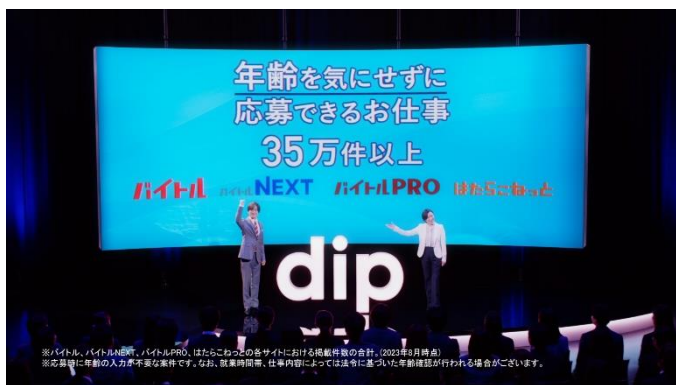 年齢を気にせずに
応募できるお仕事
35万件以上
バイトル バイトルNEXT バイトルPRO はたらこねっと
dip
※バイトル、バイトルNEXT、バイトルPRO、はたらこねっとの各サイトにおける掲載件数の合計。(2023年8月時点)
※応募時に年齢の入力が不要な案件です。なお、就業時間帯、仕事内容によっては法令に基づいた年齢確認が行われる場合がございます。